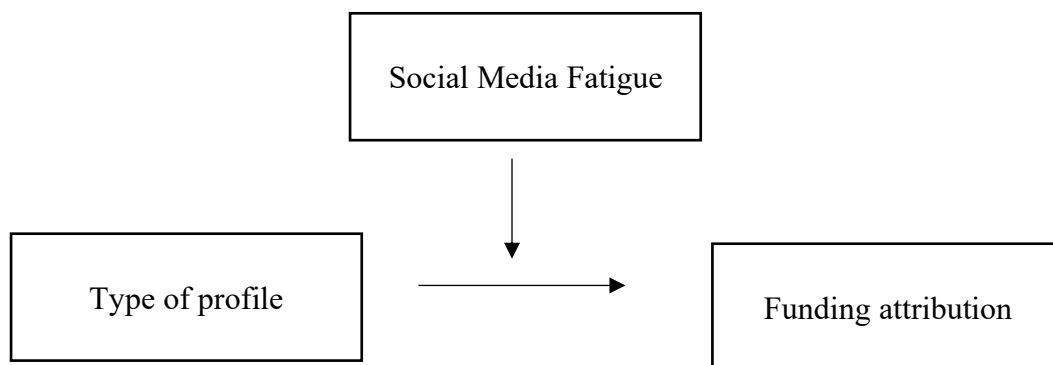 Social Media Fatigue
Type of profile
Funding attribution